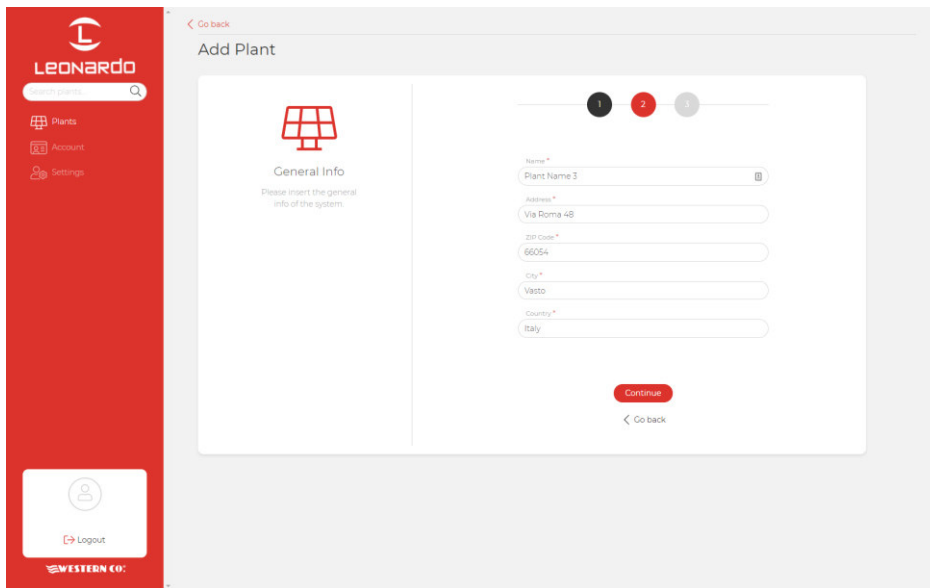 Leonardo
Search plants...
Plants
Account
Settings
Logout
WESTERN CO.
Go back
Add Plant
General Info
Please insert the general
info of the system.
1
2
3
Name *
Plant Name 3
Address *
Via Roma 48
ZIP Code *
66054
City *
Vasto
Country *
Italy
Continue
Go back